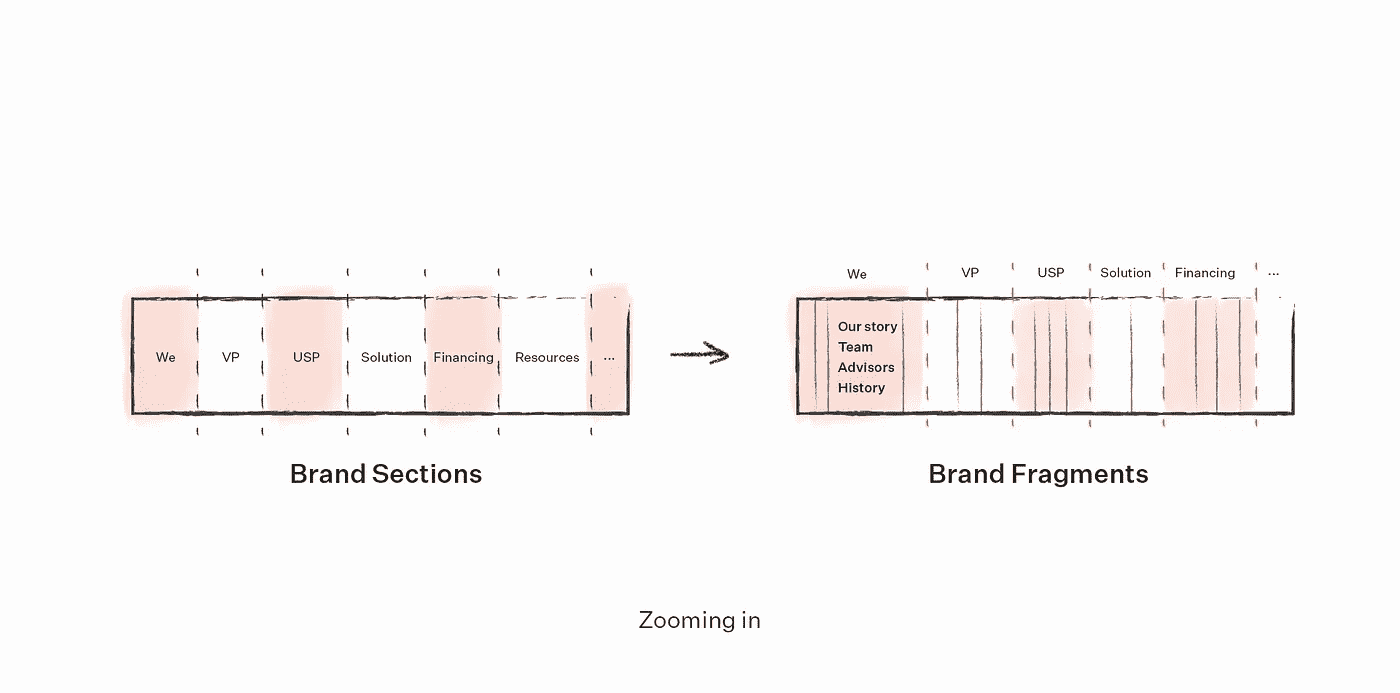 We
VP
USP
Solution
Financing
Resources
...
Brand Sections
We
VP
USP
Solution
Financing
...
Our story
Team
Advisors
History
Brand Fragments
Zooming in